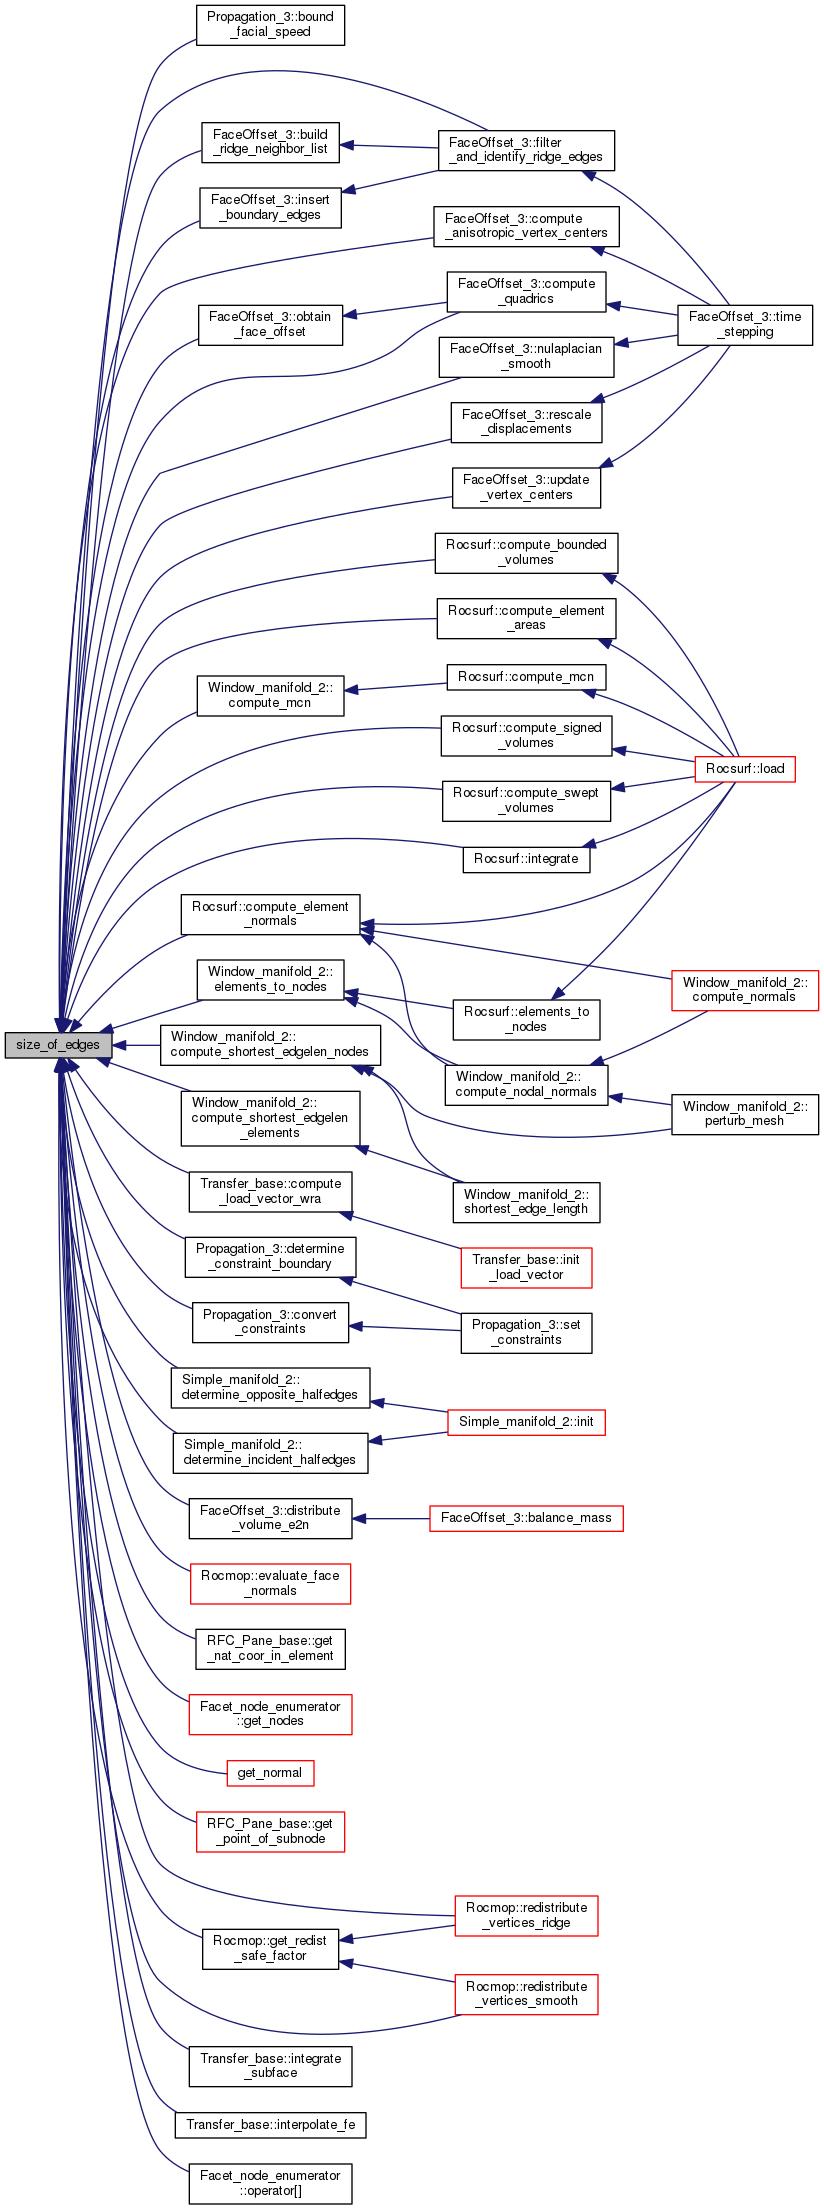 Propagation_3::bound
_facial_speed
FaceOffset_3::build
_ridge_neighbor_list
FaceOffset_3::filter
_and_identify_ridge_edges
FaceOffset_3::insert
_boundary_edges
FaceOffset_3::compute
_anisotropic_vertex_centers
FaceOffset_3::compute
_quadrics
FaceOffset_3::obtain
_face_offset
FaceOffset_3::time
_stepping
FaceOffset_3::nulaplacian
_smooth
FaceOffset_3::rescale
_displacements
FaceOffset_3::update
_vertex_centers
Rocsurf::compute_bounded
_volumes
Rocsurf::compute_element
_areas
Window_manifold_2::
compute_mcn
Rocsurf::compute_mcn
Rocsurf::compute_signed
_volumes
Rocsurf::load
Rocsurf::compute_swept
_volumes
Rocsurf::integrate
Rocsurf::compute_element
_normals
Window_manifold_2::
elements_to_nodes
Window_manifold_2::
compute_normals
Rocsurf::elements_to
_nodes
size_of_edges
Window_manifold_2::
compute_shortest_edgelen_nodes
Window_manifold_2::
compute_nodal_normals
Window_manifold_2::
compute_shortest_edgelen
_elements
Window_manifold_2::
perturb_mesh
Transfer_base::compute
_load_vector_wra
Window_manifold_2::
shortest_edge_length
Propagation_3::determine
_constraint_boundary
Transfer_base::init
_load_vector
Propagation_3::convert
_constraints
Propagation_3::set
_constraints
Simple_manifold_2::
determine_opposite_halfedges
Simple_manifold_2::init
Simple_manifold_2::
determine_incident_halfedges
FaceOffset_3::distribute
_volume_e2n
FaceOffset_3::balance_mass
Rocmop::evaluate_face
_normals
RFC_Pane_base::get
_nat_coor_in_element
Facet_node_enumerator
::get_nodes
get_normal
RFC_Pane_base::get
_point_of_subnode
Rocmop::redistribute
_vertices_ridge
Rocmop::get_redist
_safe_factor
Rocmop::redistribute
_vertices_smooth
Transfer_base::integrate
_subface
Transfer_base::interpolate_fe
Facet_node_enumerator
::operator[]